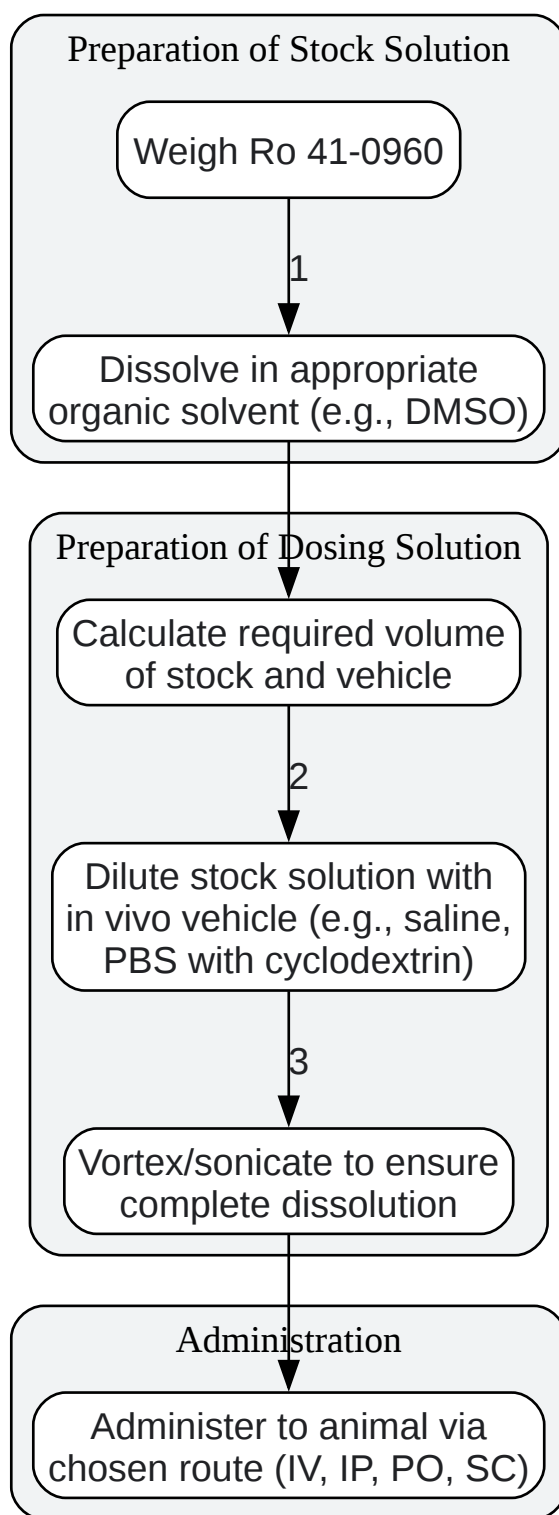 Preparation of Stock Solution
Weigh Ro 41-0960
1
Dissolve in appropriate
organic solvent (e.g., DMSO)
Preparation of Dosing Solution
Calculate required volume
of stock and vehicle
2
Dilute stock solution with
in vivo vehicle (e.g., saline,
PBS with cyclodextrin)
3
Vortex/sonicate to ensure
complete dissolution
Administration
Administer to animal via
chosen route (IV, IP, PO, SC)